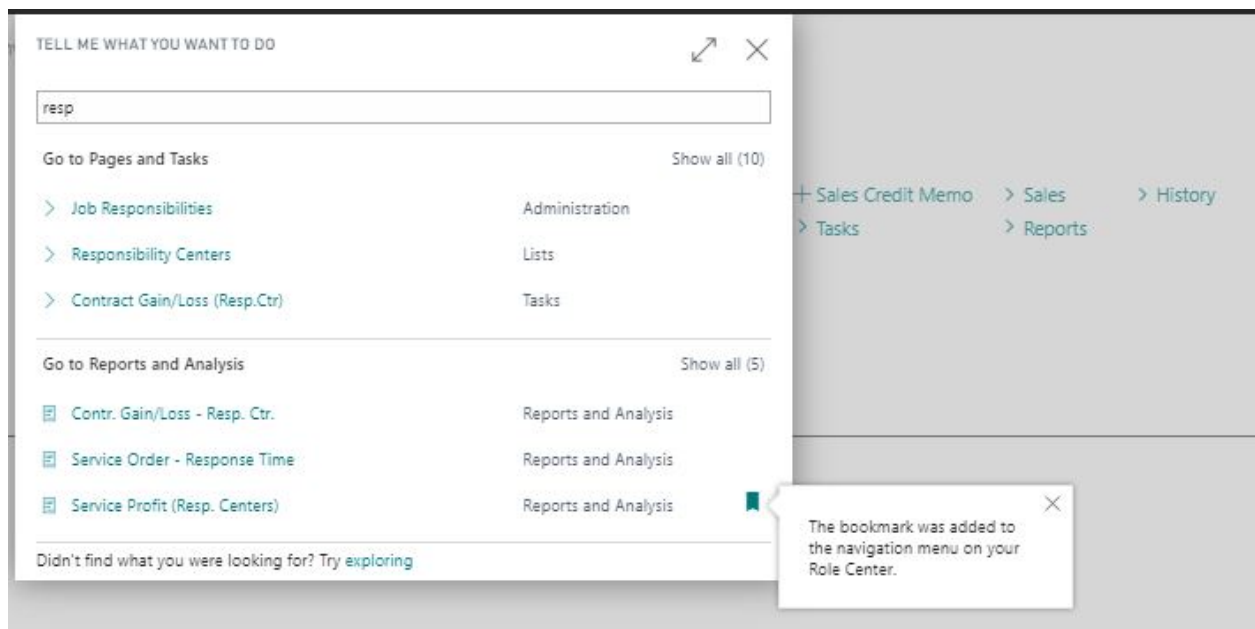 TELL ME WHAT YOU WANT TO DO
resp
Go to Pages and Tasks Show all (10)
Job Responsibilities Administration
Responsibility Centers Lists
Contract Gain/Loss (Resp.Ctr) Tasks
Go to Reports and Analysis Show all (5)
Contr. Gain/Loss - Resp. Ctr. Reports and Analysis
Service Order - Response Time Reports and Analysis
Service Profit (Resp. Centers) Reports and Analysis
Didn't find what you were looking for? Try exploring
+ Sales Credit Memo > Sales > History
> Tasks > Reports
The bookmark was added to
the navigation menu on your
Role Center.